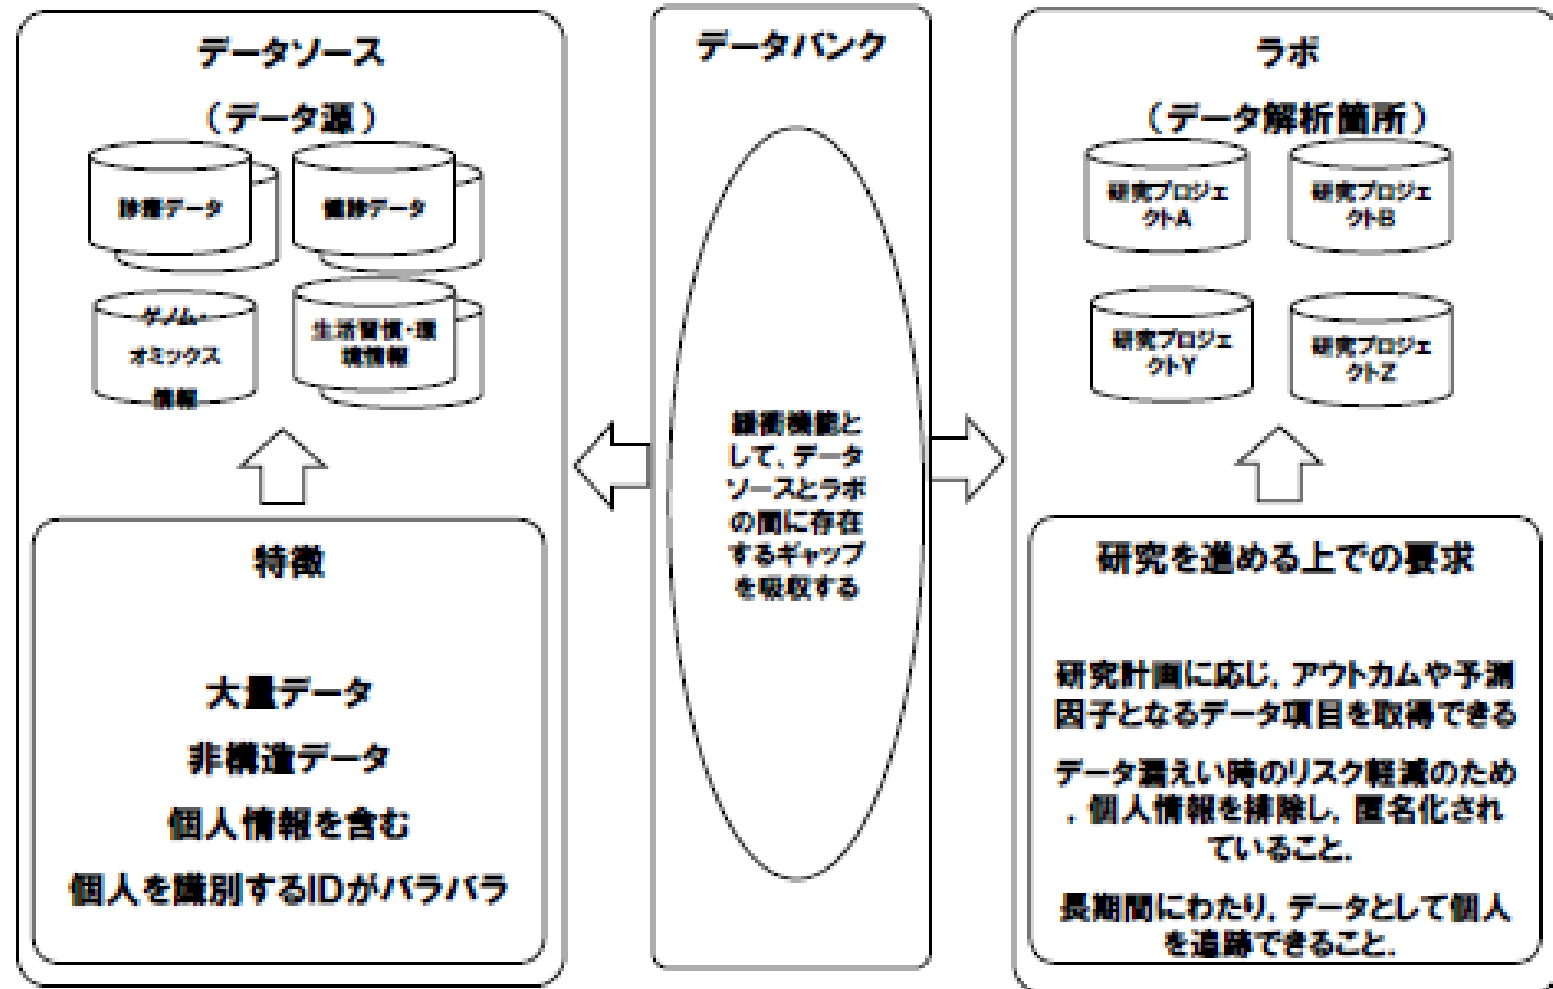 データソース
（データ源）
診療データ
健診データ
ゲノム・
オミックス
情報
生活習慣・環
境情報
特徴
大量データ
非構造データ
個人情報を含む
個人を識別するIDがバラバラ
データバンク
緩衝機能と
して、データ
ソースとラボ
の間に存在
するギャップ
を吸収する
ラボ
（データ解析箇所）
研究プロジェ
クトA
研究プロジェ
クトB
研究プロジェ
クトY
研究プロジェ
クトZ
研究を進める上での要求
研究計画に応じ，アウトカムや予測
因子となるデータ項目を取得できる
データ漏えい時のリスク軽減のため
，個人情報を排除し，匿名化され
ていること．
長期間にわたり，データとして個人
を追跡できること．